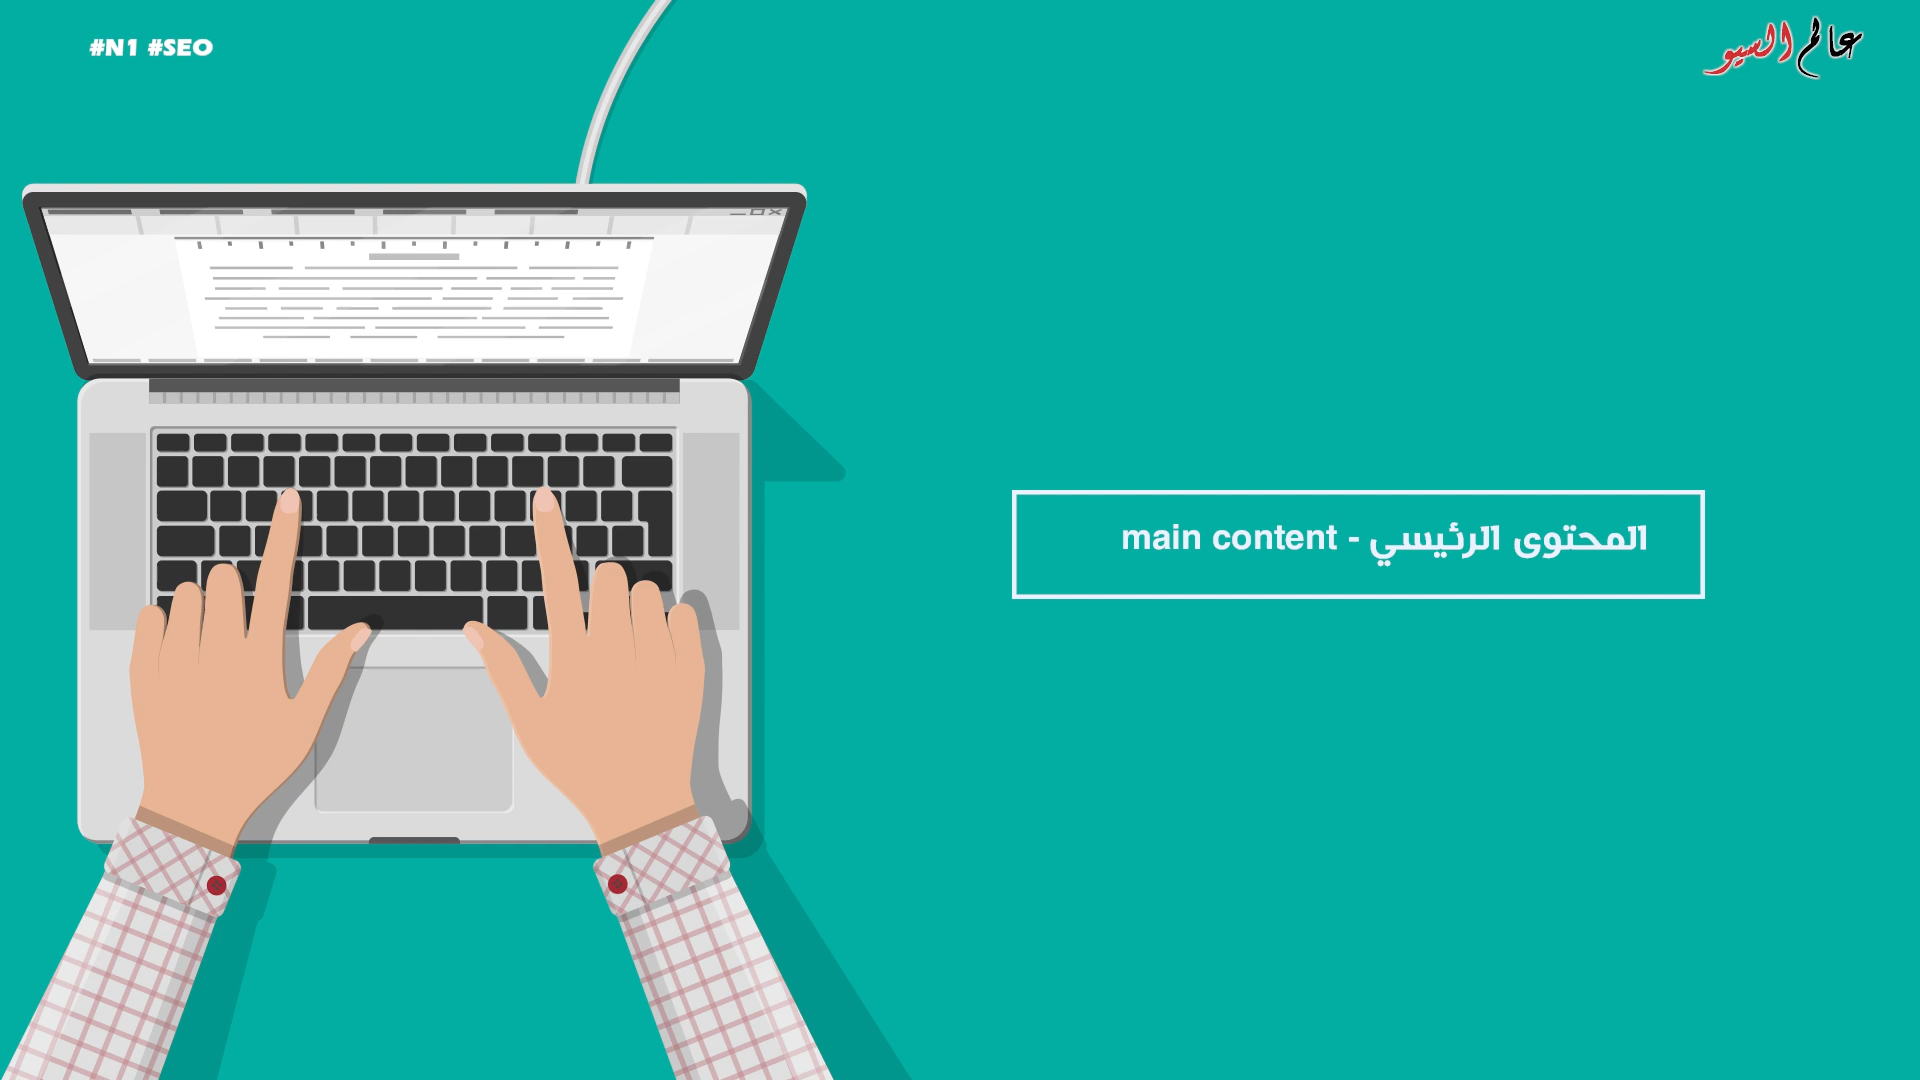 #N1 #SEO
عالم السيو
المحتوى الرئيسي - main content